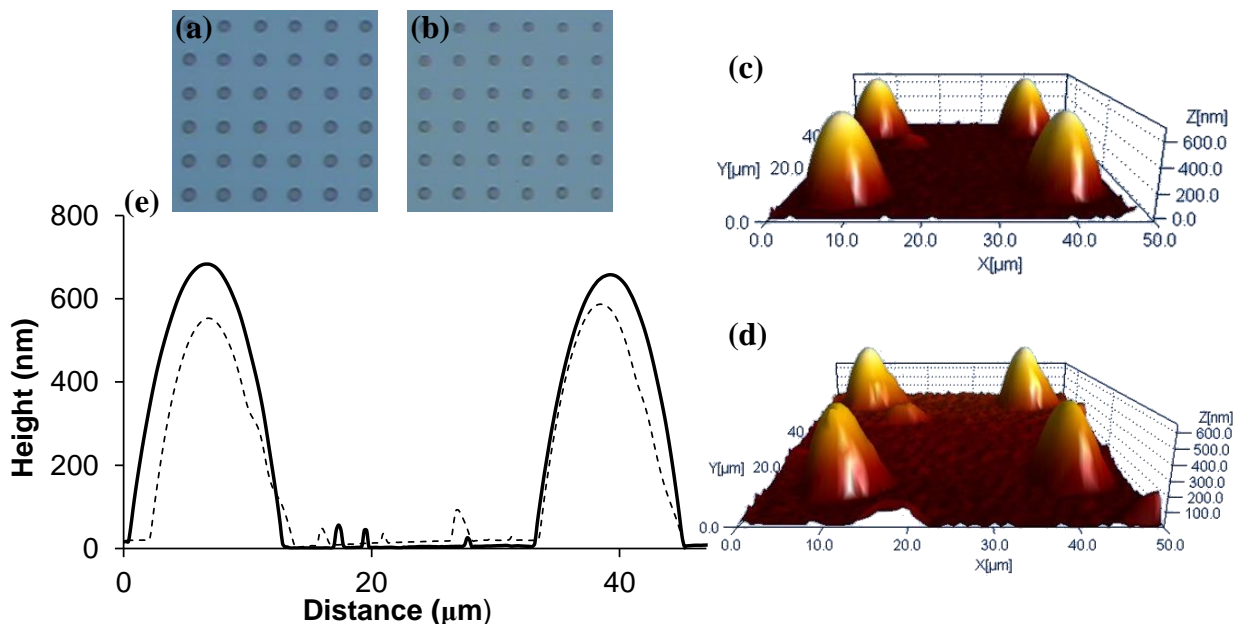 (a)
(b)
(c)
Z[nm]
600.0
400.0
200.0
0.0
40
Y[µm] 20.0
0.0
0.0 10.0 20.0 30.0 40.0 50.0
X[µm]
(d)
Z[nm]
600.0
500.0
400.0
300.0
200.0
100.0
40
Y[µm] 20.0
0.0
0.0 10.0 20.0 30.0 40.0 50.0
X[µm]
(e)
800
600
400
200
0
Height (nm)
0 20 40
Distance (µm)